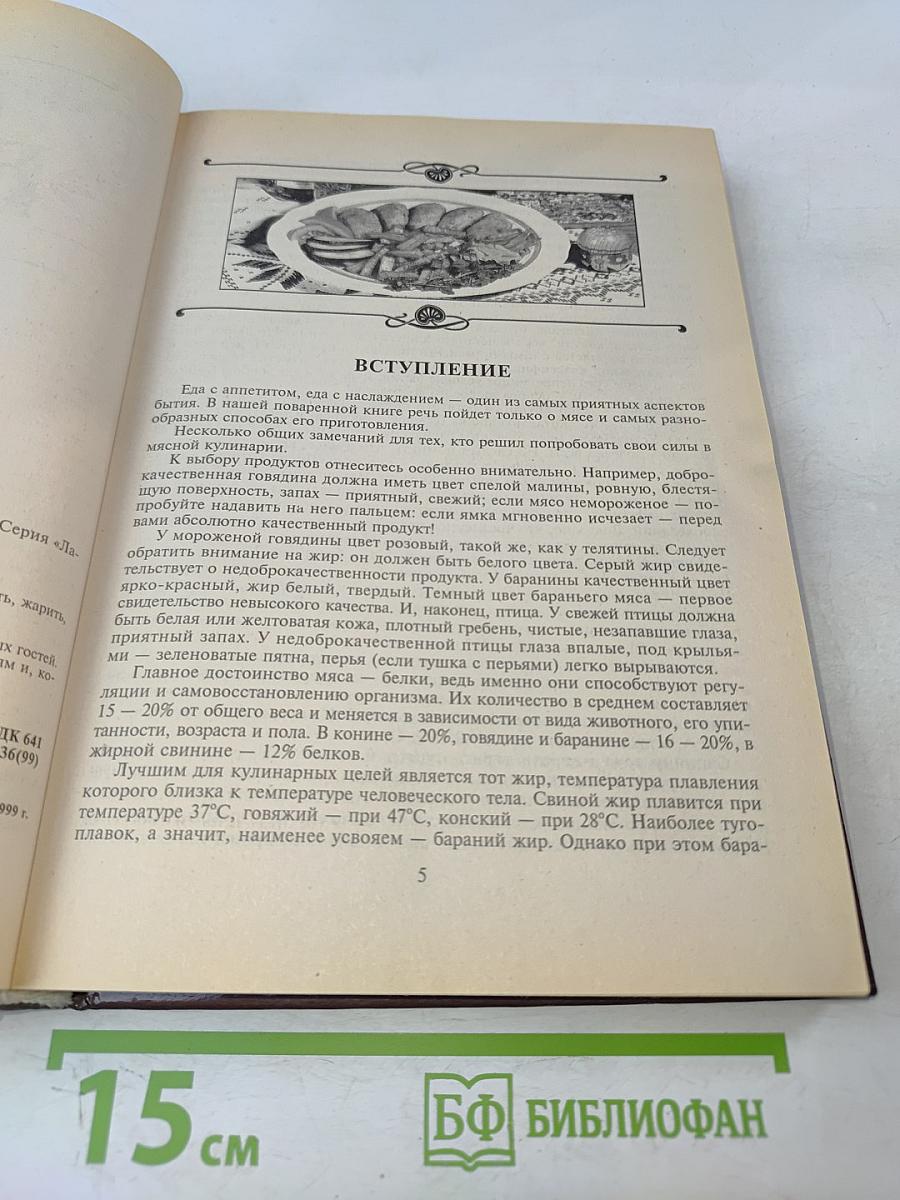 Серия «Ла-
ть, жарить,
ых гостей.
ям и, ко-
ДК 641
36(99)
999 г.
ВСТУПЛЕНИЕ
Еда с аппетитом, еда с наслаждением — один из самых приятных аспектов
бытия. В нашей поваренной книге речь пойдет только о мясе и самых разно-
образных способах его приготовления.
Несколько общих замечаний для тех, кто решил попробовать свои силы в
мясной кулинарии.
К выбору продуктов отнеситесь особенно внимательно. Например, добро-
качественная говядина должна иметь цвет спелой малины, ровную, блестя-
щую поверхность, запах — приятный, свежий; если мясо немороженое — по-
пробуйте надавить на него пальцем: если ямка мгновенно исчезает — перед
вами абсолютно качественный продукт!
У мороженой говядины цвет розовый, такой же, как у телятины. Следует
обратить внимание на жир: он должен быть белого цвета. Серый жир свиде-
тельствует о недоброкачественности продукта. У баранины качественный цвет
ярко-красный, жир белый, твердый. Темный цвет бараньего мяса — первое
свидетельство невысокого качества. И, наконец, птица. У свежей птицы должна
быть белая или желтоватая кожа, плотный гребень, чистые, незапавшие глаза,
приятный запах. У недоброкачественной птицы глаза впалые, под крылья-
ми — зеленоватые пятна, перья (если тушка с перьями) легко вырываются.
Главное достоинство мяса — белки, ведь именно они способствуют регу-
ляции и самовосстановлению организма. Их количество в среднем составляет
15 — 20% от общего веса и меняется в зависимости от вида животного, его упи-
танности, возраста и пола. В конине — 20%, говядине и баранине — 16 — 20%, в
жирной свинине — 12% белков.
Лучшим для кулинарных целей является тот жир, температура плавления
которого близка к температуре человеческого тела. Свиной жир плавится при
температуре 37°С, говяжий — при 47°С, конский — при 28°С. Наиболее туго-
плавок, а значит, наименее усвояем — бараний жир. Однако при этом бара-
5
15 см
БФ БИБЛИОФАН